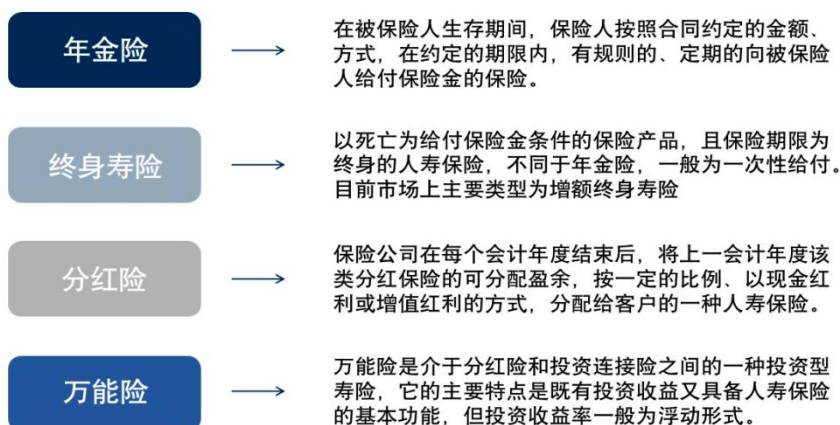 年金险
在被保险人生存期间，保险人按照合同约定的金额、
方式，在约定的期限内，有规则的、定期的向被保险
人给付保险金的保险。
终身寿险
以死亡为给付保险金条件的保险产品，且保险期限为
终身的人寿保险，不同于年金险，一般为一次性给付。
目前市场上主要类型为增额终身寿险
分红险
保险公司在每个会计年度结束后，将上一会计年度该
类分红保险的可分配盈余，按一定的比例、以现金红
利或增值红利的方式，分配给客户的一种人寿保险。
万能险
万能险是介于分红险和投资连接险之间的一种投资型
寿险，它的主要特点是既有投资收益又具备人寿保险
的基本功能，但投资收益率一般为浮动形式。